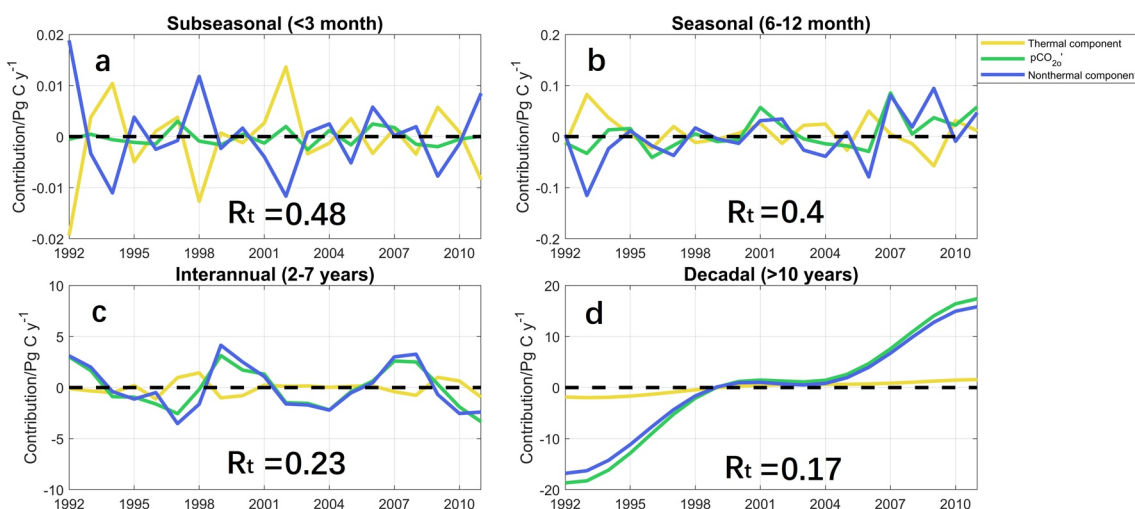 Subseasonal (<3 month)
Contribution/Pg C y⁻¹
0.02
0.01
0
-0.01
-0.02
a
Rt =0.48
1992 1995 1998 2001 2004 2007 2010
Seasonal (6-12 month)
Contribution/Pg C y⁻¹
0.2
0.1
0
-0.1
-0.2
b
Rt =0.4
1992 1995 1998 2001 2004 2007 2010
Thermal component
pCO₂ₒ'
Nonthermal component
Interannual (2-7 years)
Contribution/Pg C y⁻¹
10
5
0
-5
-10
c
Rt =0.23
1992 1995 1998 2001 2004 2007 2010
Decadal (>10 years)
Contribution/Pg C y⁻¹
20
10
0
-10
-20
d
Rt =0.17
1992 1995 1998 2001 2004 2007 2010